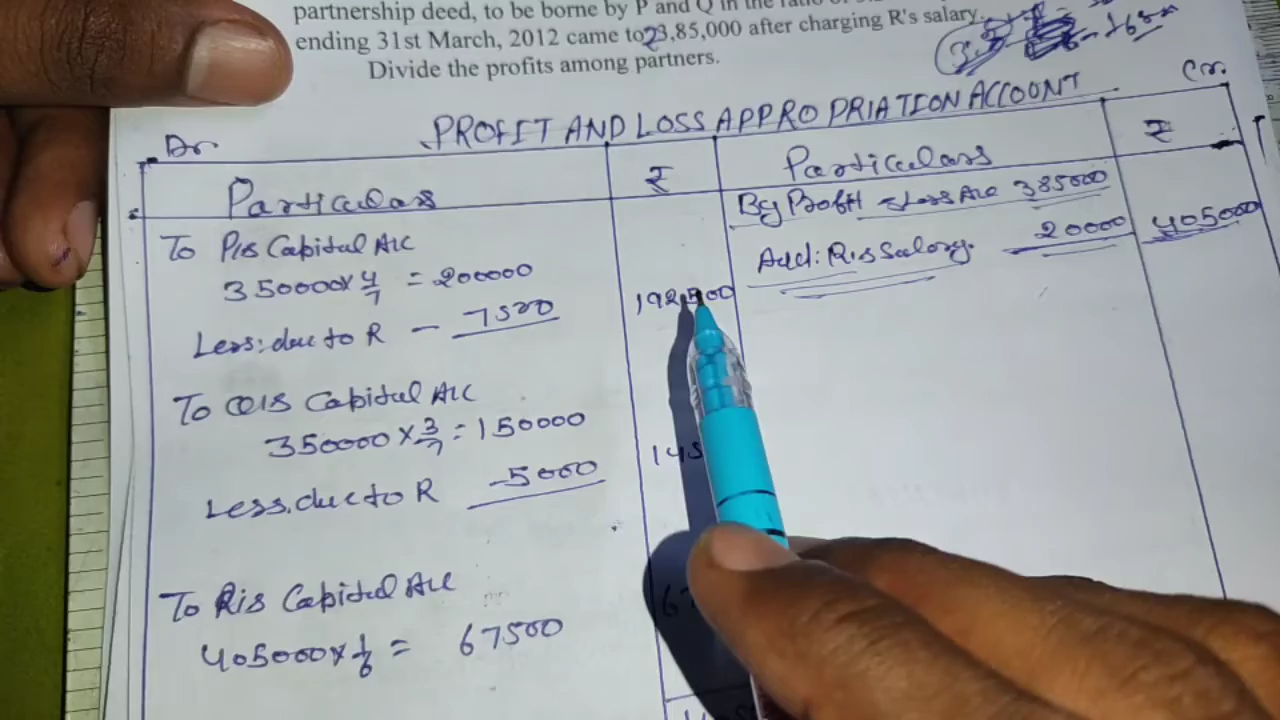 partnership deed, to be borne by P and Q in the ratio of
ending 31st March, 2012 came to ₹3,85,000 after charging R's salary.
Divide the profits among partners.
PROFIT AND LOSS APPROPRIATION ACCOUNT
Dr.
Cr.
Particulars ₹ Particulars ₹
By Profit & Loss A/c 385000
Add: R's Salary. 20000 405000
To P's Capital A/c
350000 x 4/7 = 200000
Less: due to R - 7500 192,500
To Q's Capital A/c
350000 x 3/7 = 150000
Less. due to R -5000 145
To R's Capital A/c
405000 x 1/6 = 67500